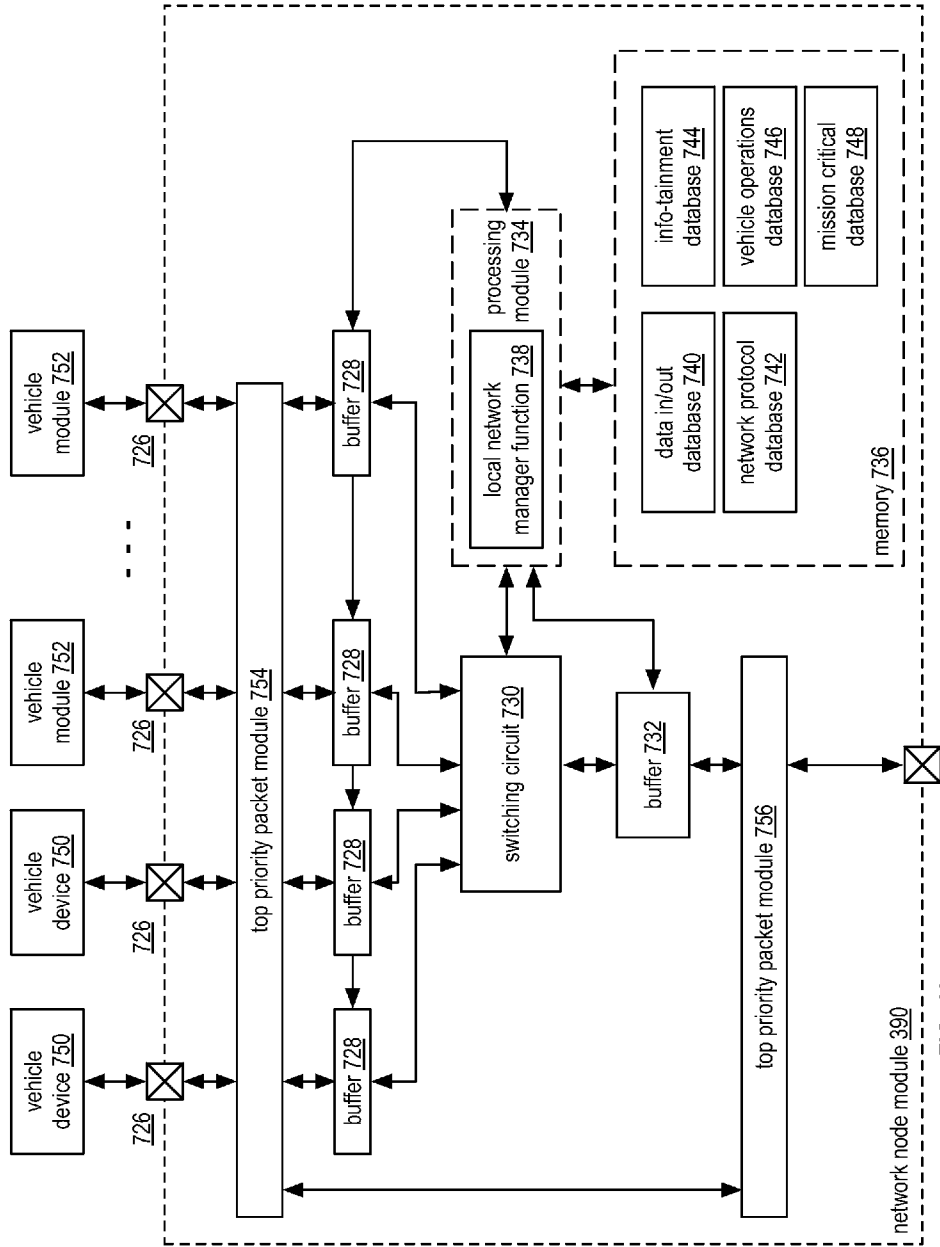 vehicle
device 750
vehicle
device 750
vehicle
module 752
. . .
vehicle
module 752
726
726
726
726
top priority packet module 754
buffer 728
buffer 728
buffer 728
buffer 728
switching circuit 730
local network
manager function 738
processing
module 734
buffer 732
data in/out
database 740
network protocol
database 742
info-tainment
database 744
vehicle operations
database 746
mission critical
database 748
memory 736
top priority packet module 756
network node module 390